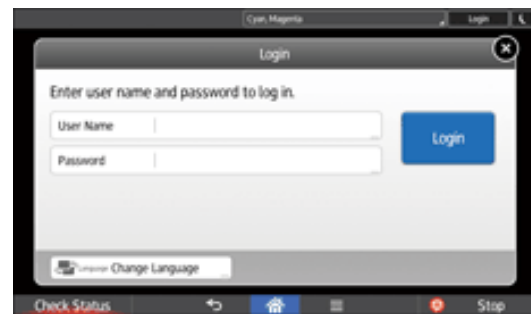 Cyan, Magenta
Login
Login
Enter user name and password to log in.
User Name
Login
Password
Language Change Language
Check Status
Stop